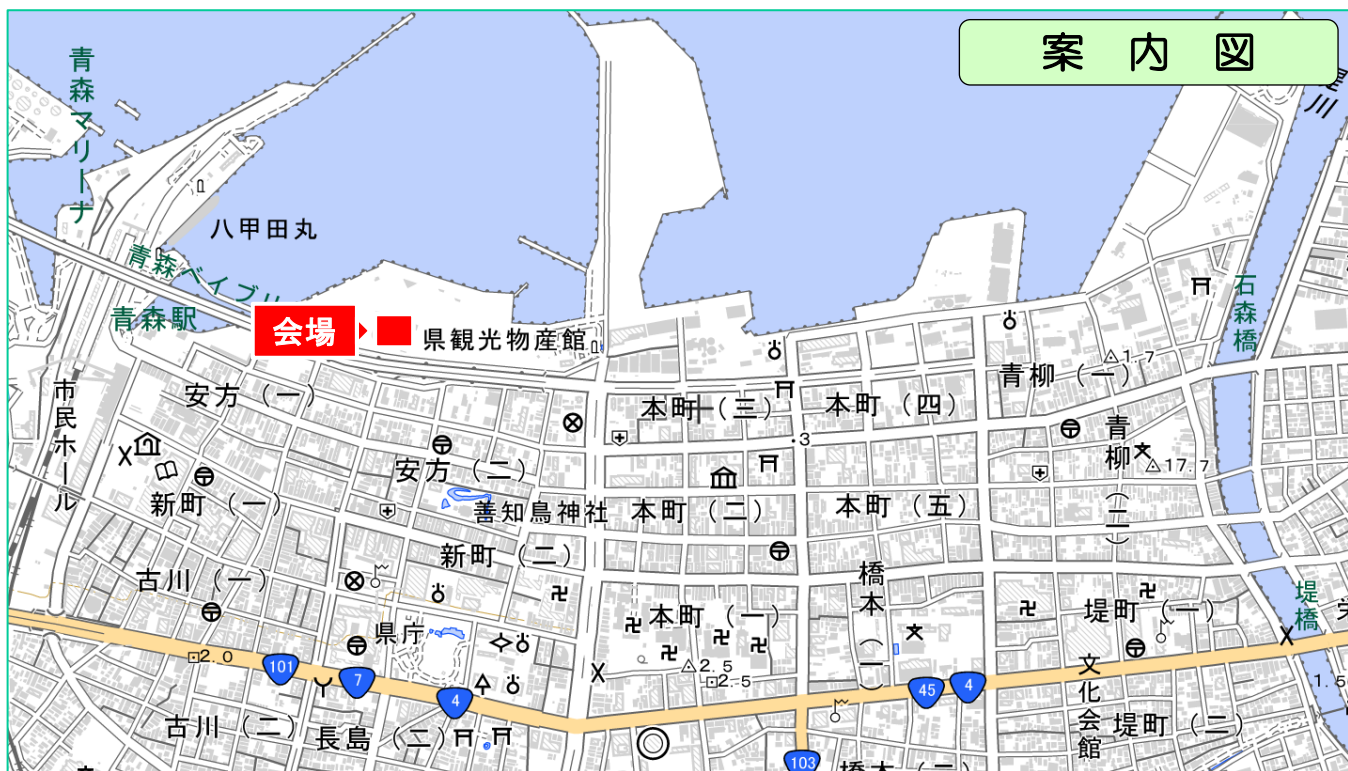 案 内 図
青森マリーナ
八甲田丸
青森ベイブリ
青森駅
会場
県観光物産館
石森橋
川
市民ホール
安方(一)
本町(三)
本町(四)
青柳(一)
1.7
3
青柳(二)
17.7
安方(二)
新町(一)
善知鳥神社
本町(二)
本町(五)
新町(二)
古川(一)
橋本(一)
本町(一)
堤町(一)
堤橋
栄
県庁
2.0
101
7
4
2.5
2.5
45
4
文化会館
1.5
古川(二)
長島(二)
堤町(二)
103
橋本(二)